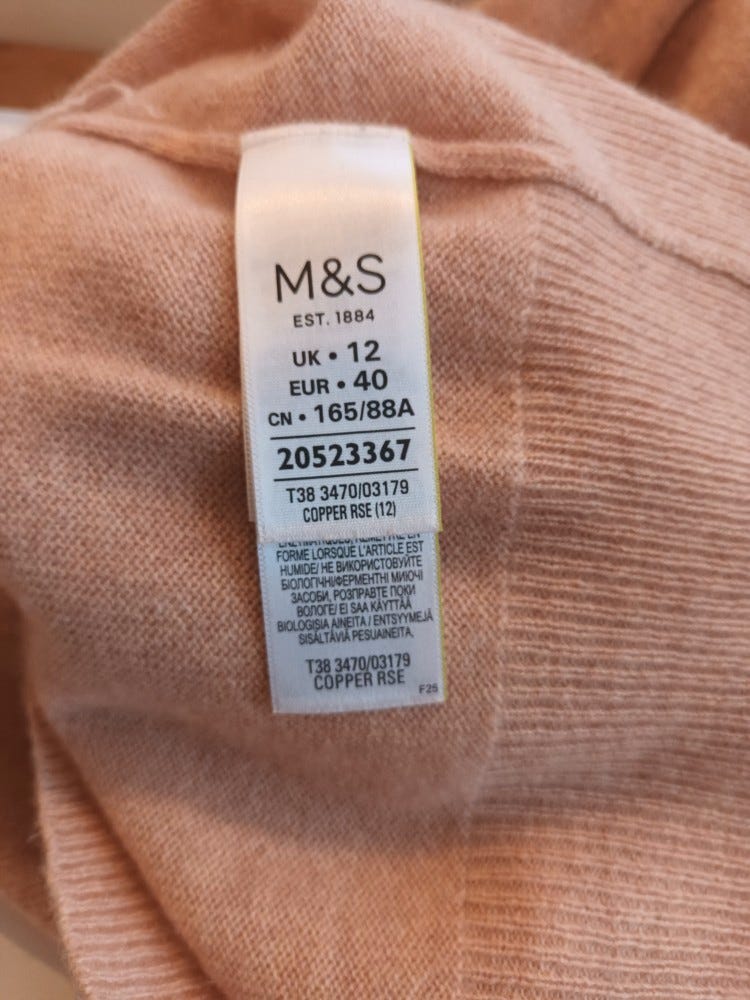 M&S
EST. 1884
UK • 12
EUR • 40
CN • 165/88A
20523367
T38 3470/03179
COPPER RSE (12)
FORME LORSQUE L'ARTICLE EST
HUMIDE/ НЕ ВИКОРИСТОВУЙТЕ
БІОЛОГІЧНІ/ФЕРМЕНТНІ МИЮЧІ
ЗАСОБИ, РОЗПРАВТЕ ПОКИ
ВОЛОГЕ/ EI SAA KÄYTTÄÄ
BIOLOGISIA AINEITA / ENTSYYMEJÄ
SISÄLTÄVIÄ PESUAINEITA,
T38 3470/03179
COPPER RSE
F25